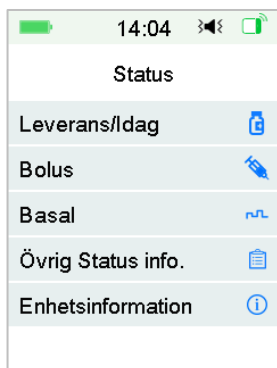 14:04
Status
Leverans/Idag
Bolus
Basal
Övrig Status info.
Enhetsinformation